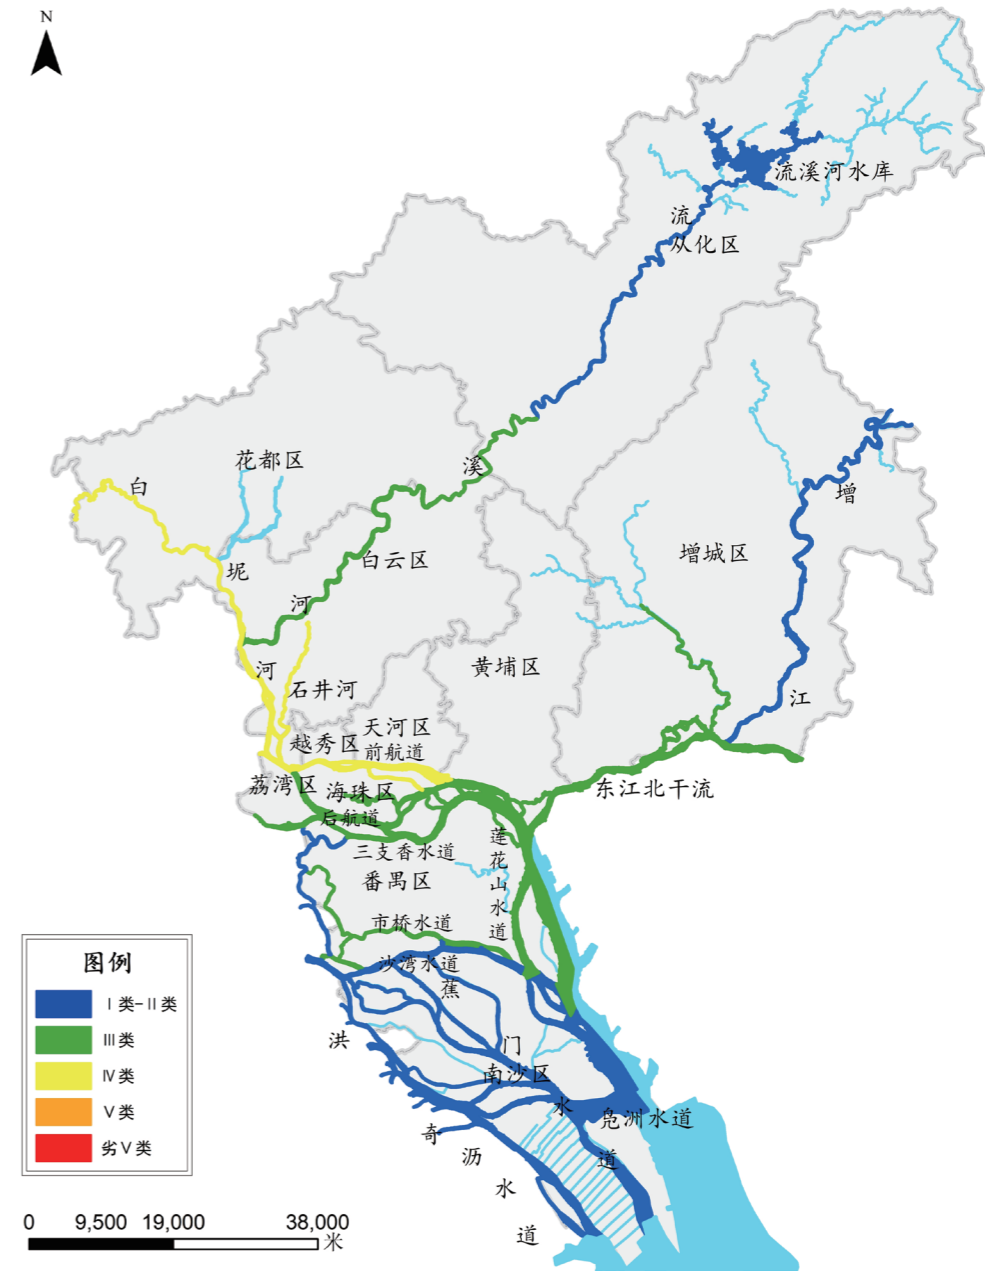 N
流溪河水库
流
从化区
花都区
溪
白
增
坭
白云区
增城区
河
河
黄埔区
石井河
江
天河区
越秀区
前航道
荔湾区
海珠区
东江北干流
后航道
三支香水道
莲花山水道
番禺区
市桥水道
沙湾水道
蕉
洪
门
南沙区
水
凫洲水道
奇
沥
道
水
道
图例
Ⅰ类-Ⅱ类
Ⅲ类
Ⅳ类
Ⅴ类
劣Ⅴ类
0 9,500 19,000 38,000
米